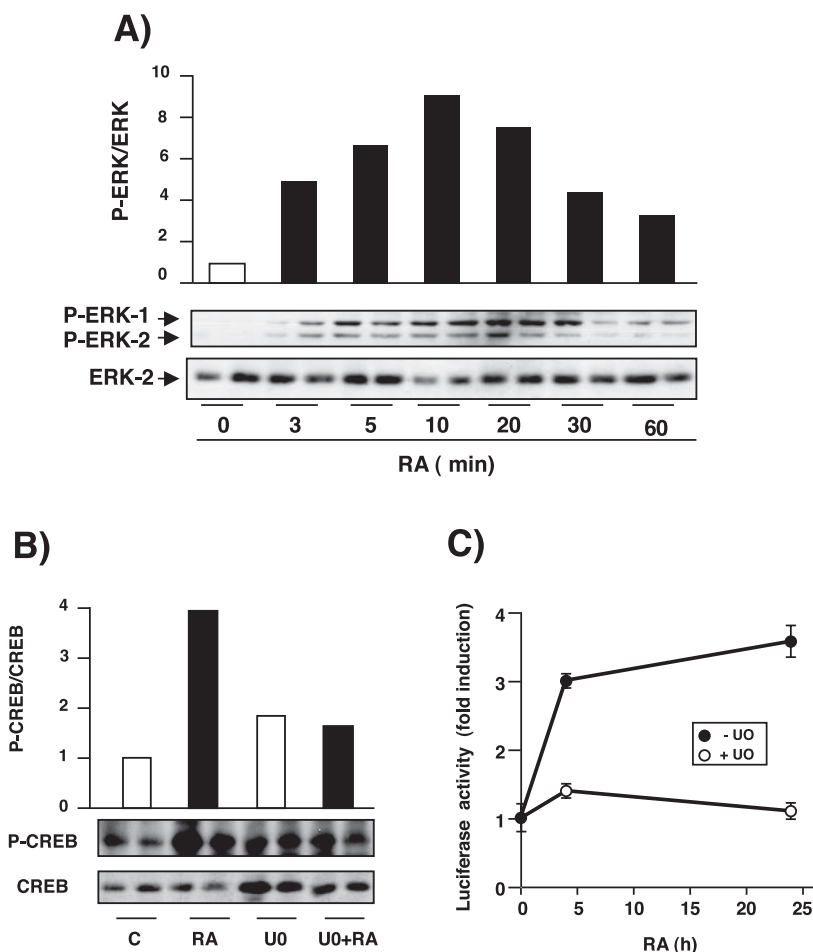 A)
P-ERK/ERK
10
8
6
4
2
0
P-ERK-1
P-ERK-2
ERK-2
0 3 5 10 20 30 60
RA ( min)
B)
P-CREB/CREB
4
3
2
1
0
P-CREB
CREB
C RA U0 U0+RA
C)
Luciferase activity (fold induction)
4
3
2
1
0
- UO
+ UO
0 5 10 15 20 25
RA (h)